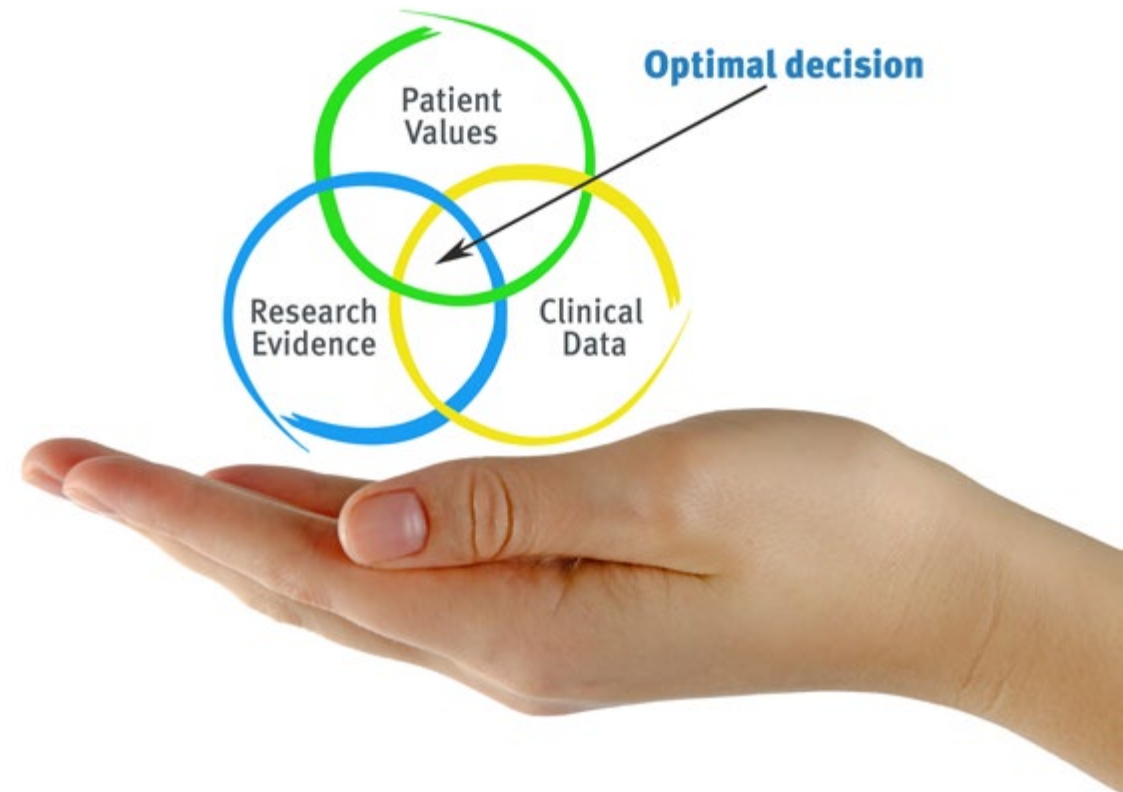 Optimal decision
Patient
Values
Research
Evidence
Clinical
Data